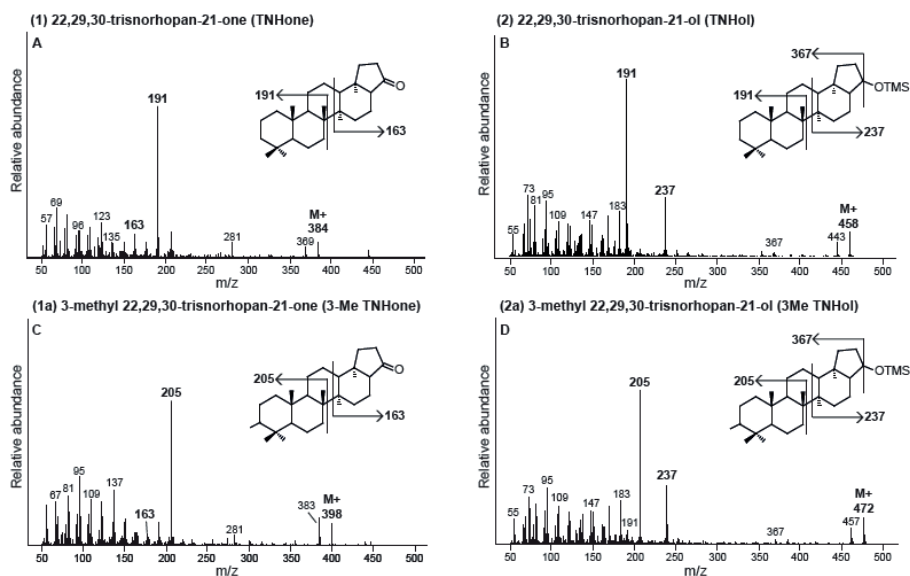 (1) 22,29,30-trisnorhopan-21-one (TNHone)
A
Relative abundance
191
163
57
69
96
123
135
163
191
281
369
M+
384
50 100 150 200 250 300 350 400 450 500
m/z
(2) 22,29,30-trisnorhopan-21-ol (TNHol)
B
Relative abundance
367
OTMS
191
237
55
73
81
95
109
147
183
191
237
367
443
M+
458
50 100 150 200 250 300 350 400 450 500
m/z
(1a) 3-methyl 22,29,30-trisnorhopan-21-one (3-Me TNHone)
C
Relative abundance
O
205
163
67
81
95
109
137
163
205
281
383
M+
398
50 100 150 200 250 300 350 400 450 500
m/z
(2a) 3-methyl 22,29,30-trisnorhopan-21-ol (3Me TNHol)
D
Relative abundance
367
OTMS
205
237
55
73
95
109
147
183
191
205
237
367
457
M+
472
50 100 150 200 250 300 350 400 450 500
m/z